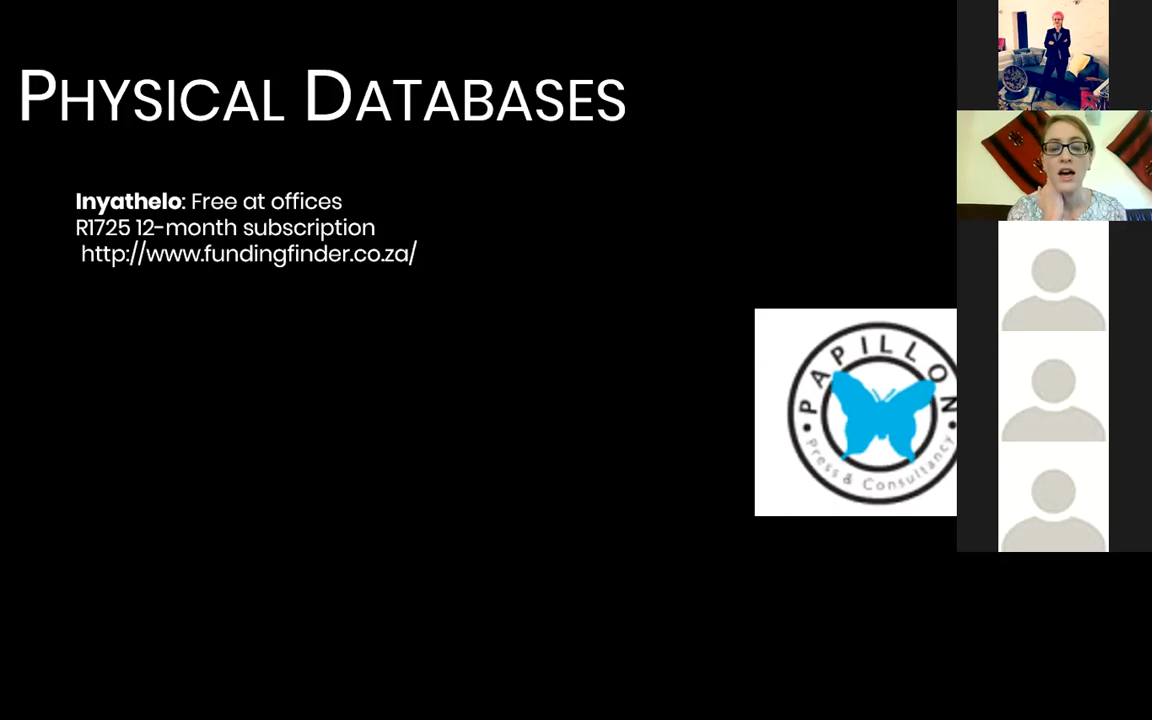 PHYSICAL DATABASES
Inyathelo: Free at offices
R1725 12-month subscription
http://www.fundingfinder.co.za/
PAPILLON
Press & Consultancy